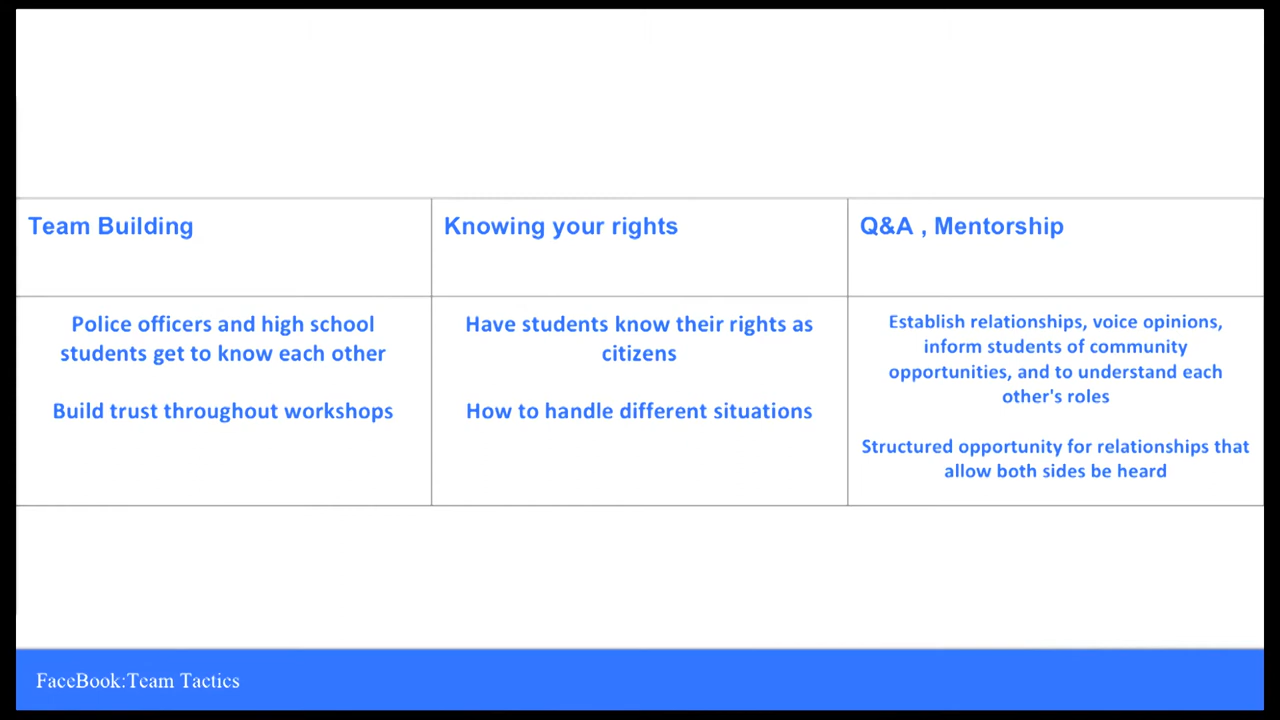 Team Building
Knowing your rights
Q&A , Mentorship
Police officers and high school
students get to know each other
Build trust throughout workshops
Have students know their rights as
citizens
How to handle different situations
Establish relationships, voice opinions,
inform students of community
opportunities, and to understand each
other's roles
Structured opportunity for relationships that
allow both sides be heard
FaceBook:Team Tactics